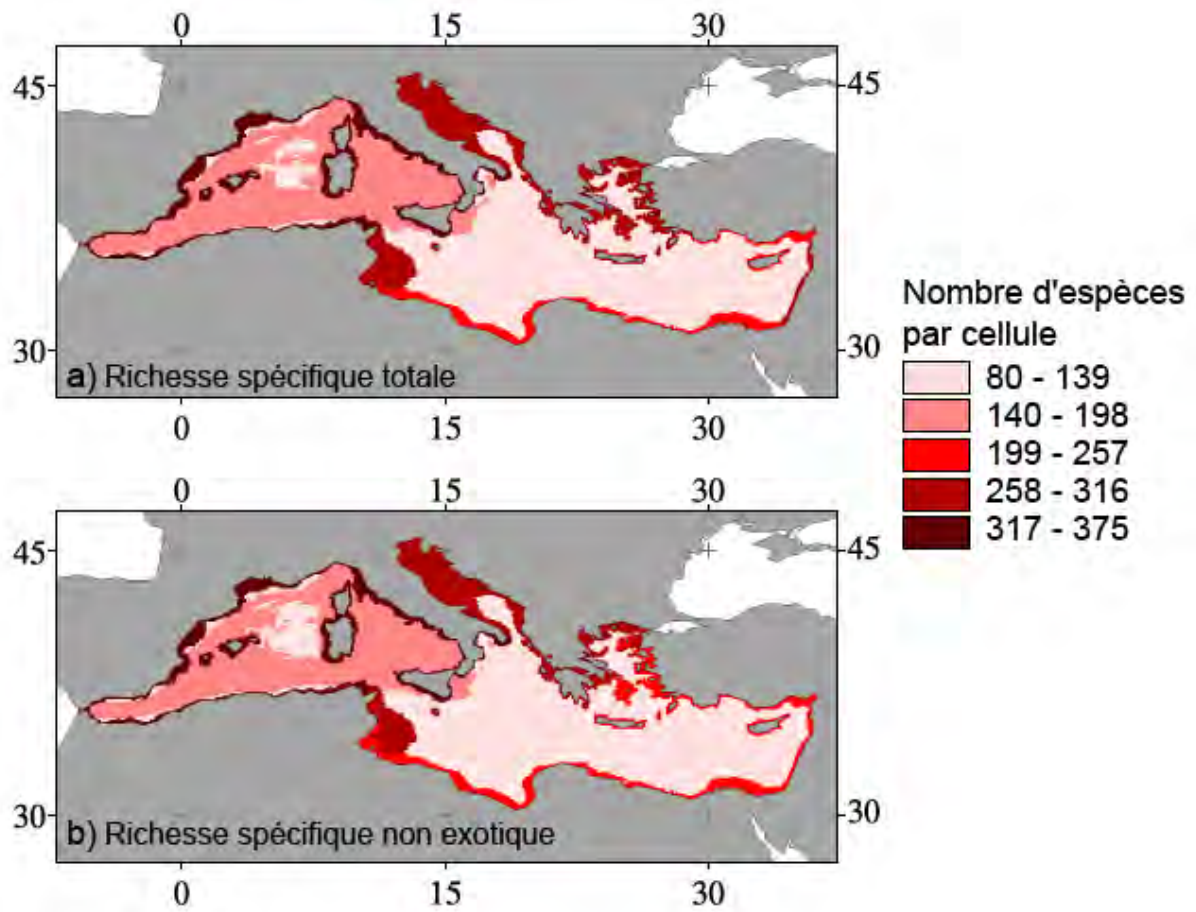 0 15 30
45 45
30 30
a) Richesse spécifique totale
0 15 30
0 15 30
45 45
30 30
b) Richesse spécifique non exotique
0 15 30
Nombre d'espèces
par cellule
80 - 139
140 - 198
199 - 257
258 - 316
317 - 375